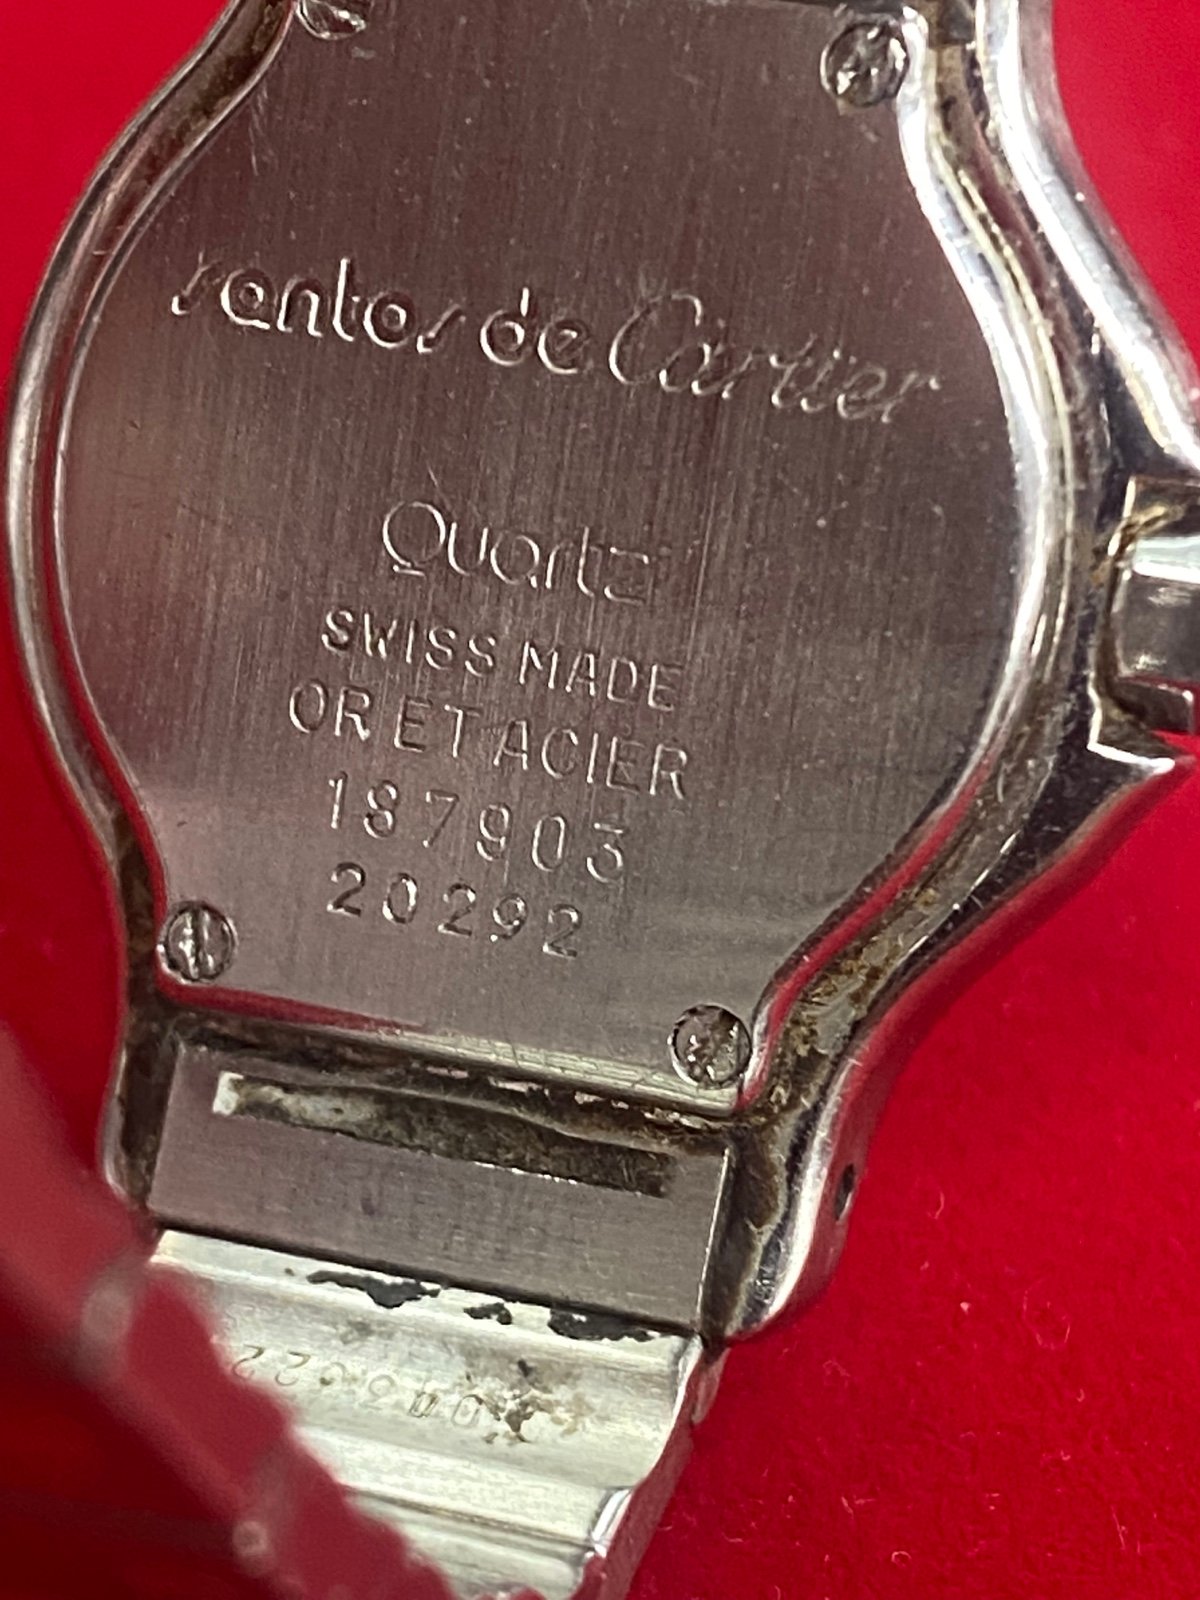 santos de Cartier
Quartz
SWISS MADE
OR ET ACIER
187903
20292